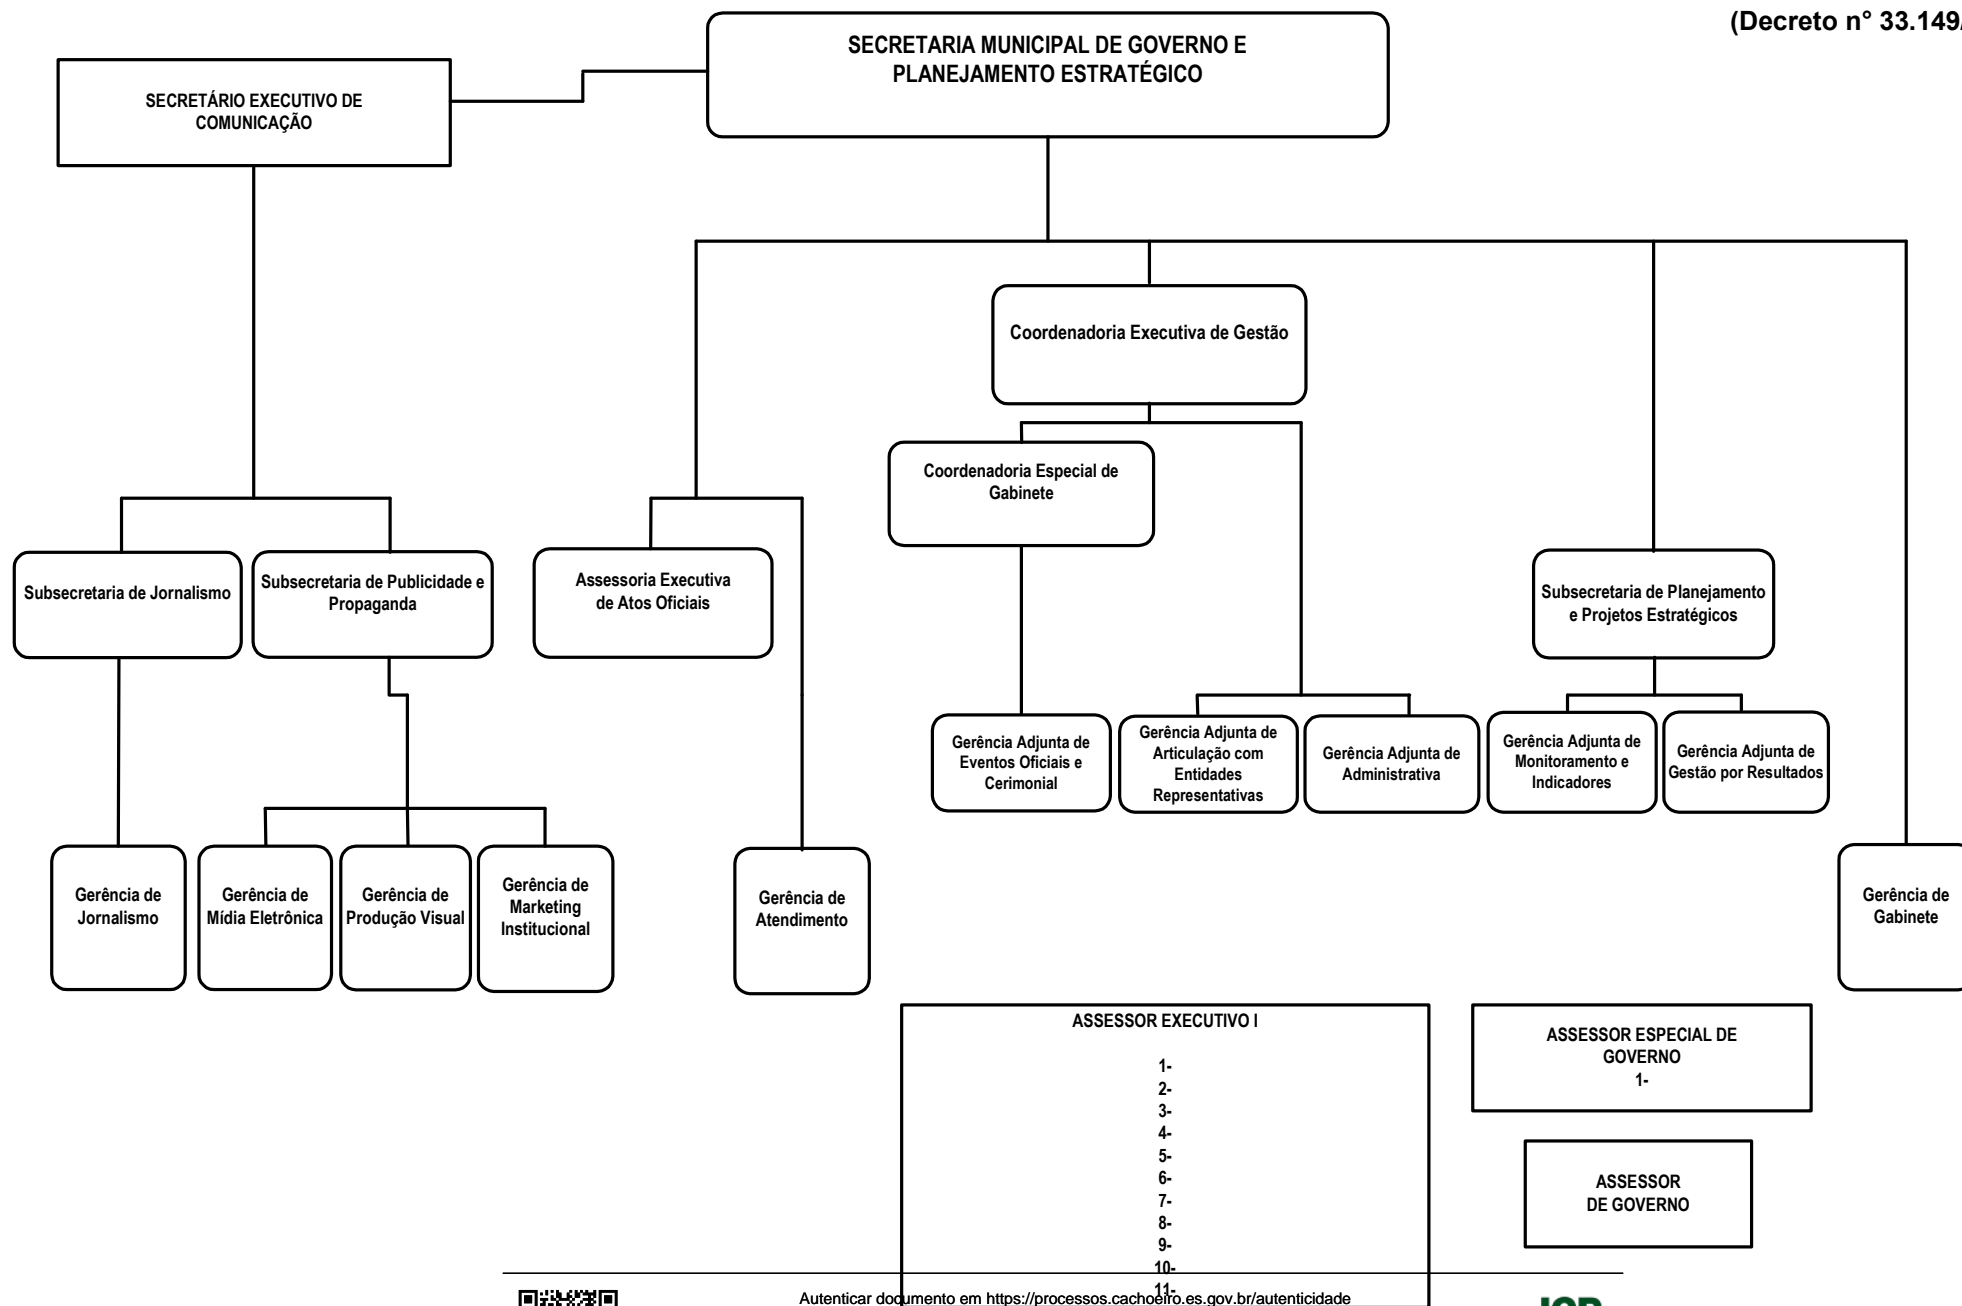 (Decreto n° 33.149/
SECRETARIA MUNICIPAL DE GOVERNO E
PLANEJAMENTO ESTRATÉGICO
SECRETÁRIO EXECUTIVO DE
COMUNICAÇÃO
Coordenadoria Executiva de Gestão
Coordenadoria Especial de
Gabinete
Subsecretaria de Jornalismo
Subsecretaria de Publicidade e
Propaganda
Assessoria Executiva
de Atos Oficiais
Subsecretaria de Planejamento
e Projetos Estratégicos
Gerência Adjunta de
Eventos Oficiais e
Cerimonial
Gerência Adjunta de
Articulação com
Entidades
Representativas
Gerência Adjunta de
Administrativa
Gerência Adjunta de
Monitoramento e
Indicadores
Gerência Adjunta de
Gestão por Resultados
Gerência de
Jornalismo
Gerência de
Mídia Eletrônica
Gerência de
Produção Visual
Gerência de
Marketing
Institucional
Gerência de
Atendimento
Gerência de
Gabinete
ASSESSOR EXECUTIVO I
1-
2-
3-
4-
5-
6-
7-
8-
9-
10-
11-
ASSESSOR ESPECIAL DE
GOVERNO
1-
ASSESSOR
DE GOVERNO
Autenticar documento em https://processos.cachoeiro.es.gov.br/autenticidade